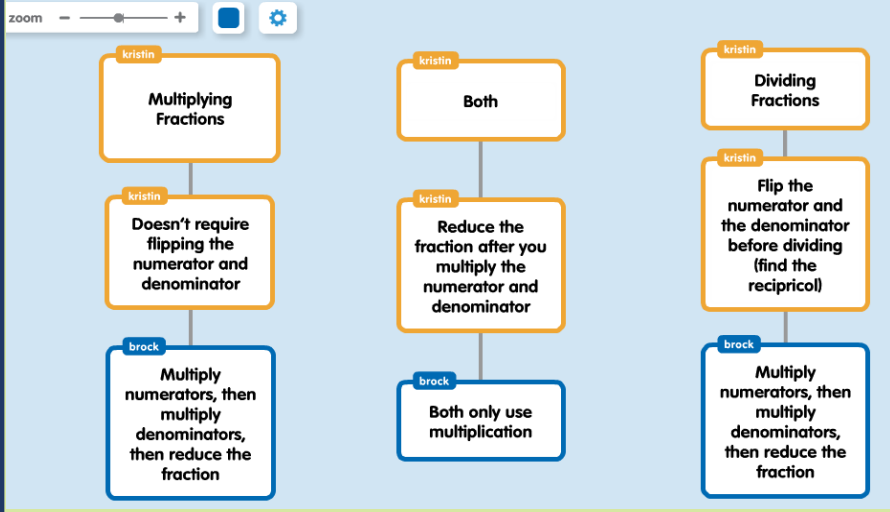 zoom
kristin
Multiplying
Fractions
kristin
Doesn't require
flipping the
numerator and
denominator
brock
Multiply
numerators, then
multiply
denominators,
then reduce the
fraction
kristin
Both
kristin
Reduce the
fraction after you
multiply the
numerator and
denominator
brock
Both only use
multiplication
kristin
Dividing
Fractions
kristin
Flip the
numerator and
the denominator
before dividing
(find the
recipricol)
brock
Multiply
numerators, then
multiply
denominators,
then reduce the
fraction